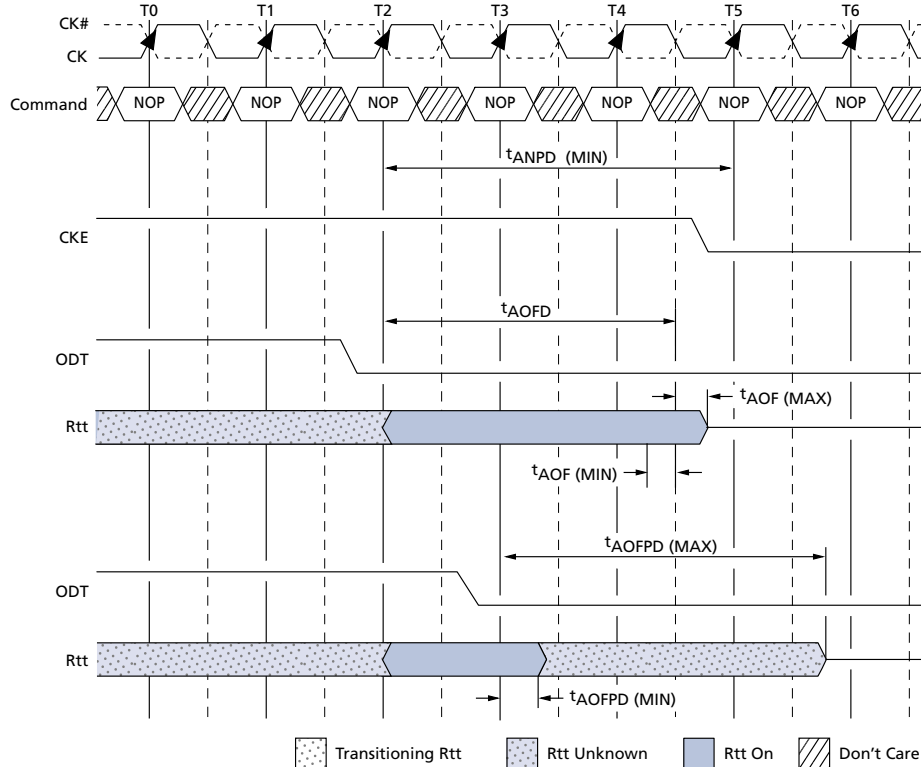 T0 T1 T2 T3 T4 T5 T6
CK#
CK
Command NOP NOP NOP NOP NOP NOP NOP
tANPD (MIN)
CKE
tAOFD
ODT
tAOF (MAX)
Rtt
tAOF (MIN)
tAOFPD (MAX)
ODT
Rtt
tAOFPD (MIN)
Transitioning Rtt Rtt Unknown Rtt On Don't Care